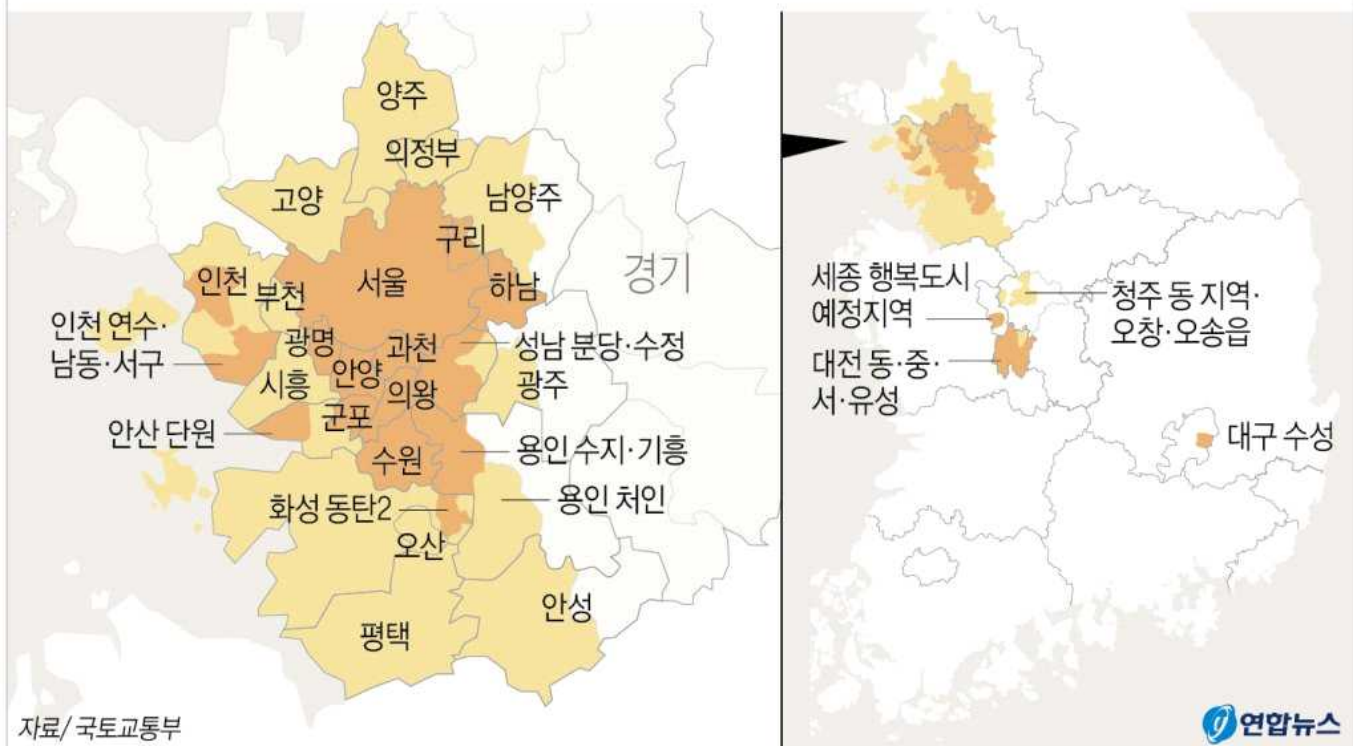 양주
의정부
고양
남양주
구리
경기
인천
부천
서울
하남
인천 연수·
남동·서구
광명
과천
성남 분당·수정
시흥
안양
의왕
광주
안산 단원
군포
수원
용인 수지·기흥
화성 동탄2
용인 처인
오산
안성
평택
자료/ 국토교통부
세종 행복도시
예정지역
청주 동 지역·
오창·오송읍
대전 동·중·
서·유성
대구 수성
연합뉴스